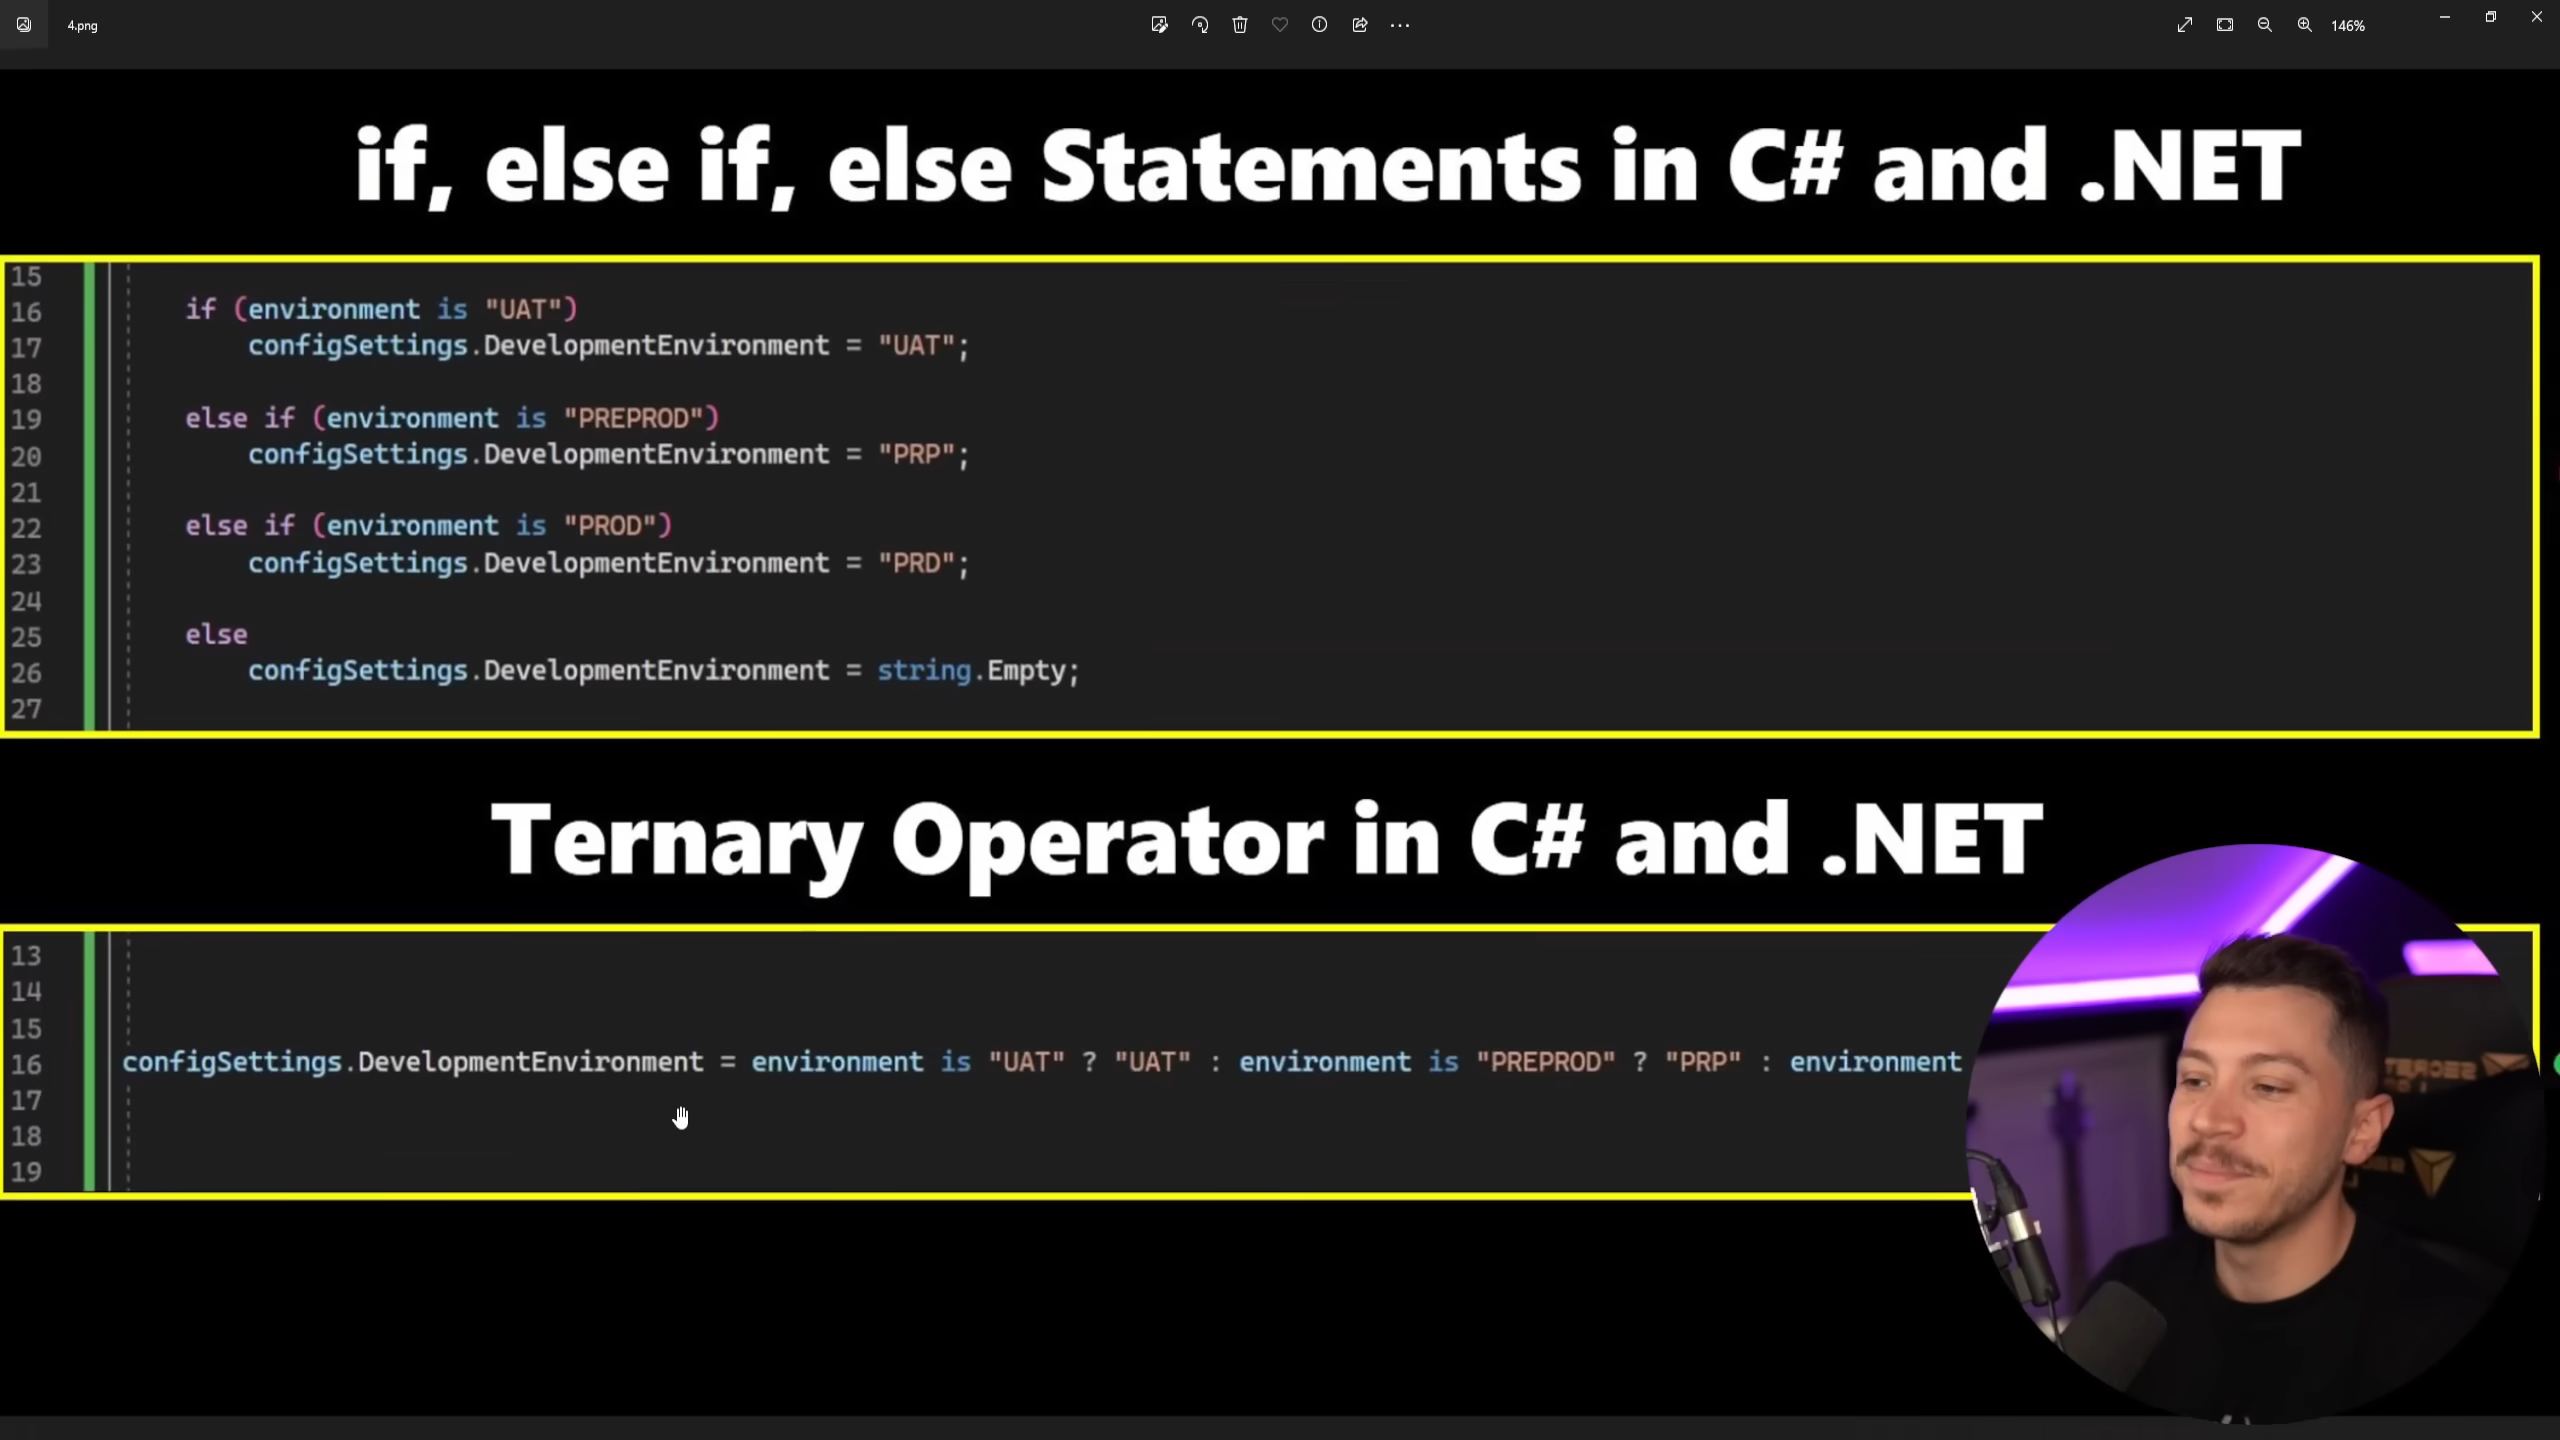 4.png
146%
if, else if, else Statements in C# and .NET
15
16 if (environment is "UAT")
17 configSettings.DevelopmentEnvironment = "UAT";
18
19 else if (environment is "PREPROD")
20 configSettings.DevelopmentEnvironment = "PRP";
21
22 else if (environment is "PROD")
23 configSettings.DevelopmentEnvironment = "PRD";
24
25 else
26 configSettings.DevelopmentEnvironment = string.Empty;
27
Ternary Operator in C# and .NET
13
14
15
16 configSettings.DevelopmentEnvironment = environment is "UAT" ? "UAT" : environment is "PREPROD" ? "PRP" : environment
17
18
19